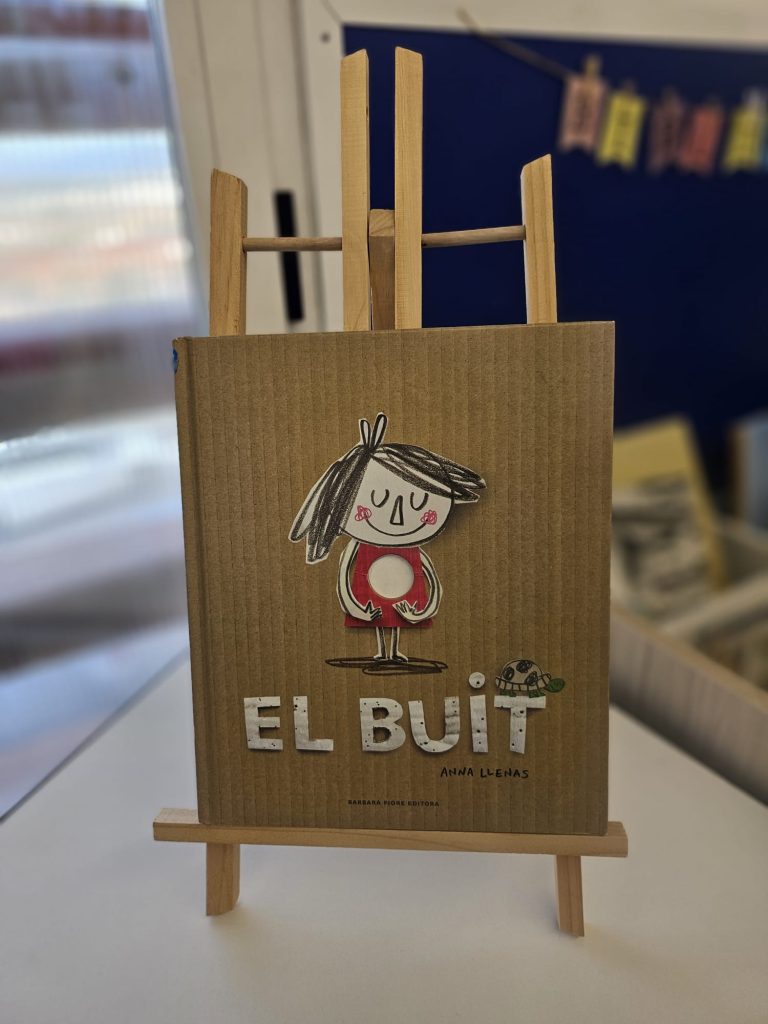 EL BUiT
ANNA LLENAS
BARBARA FIORE EDITORA